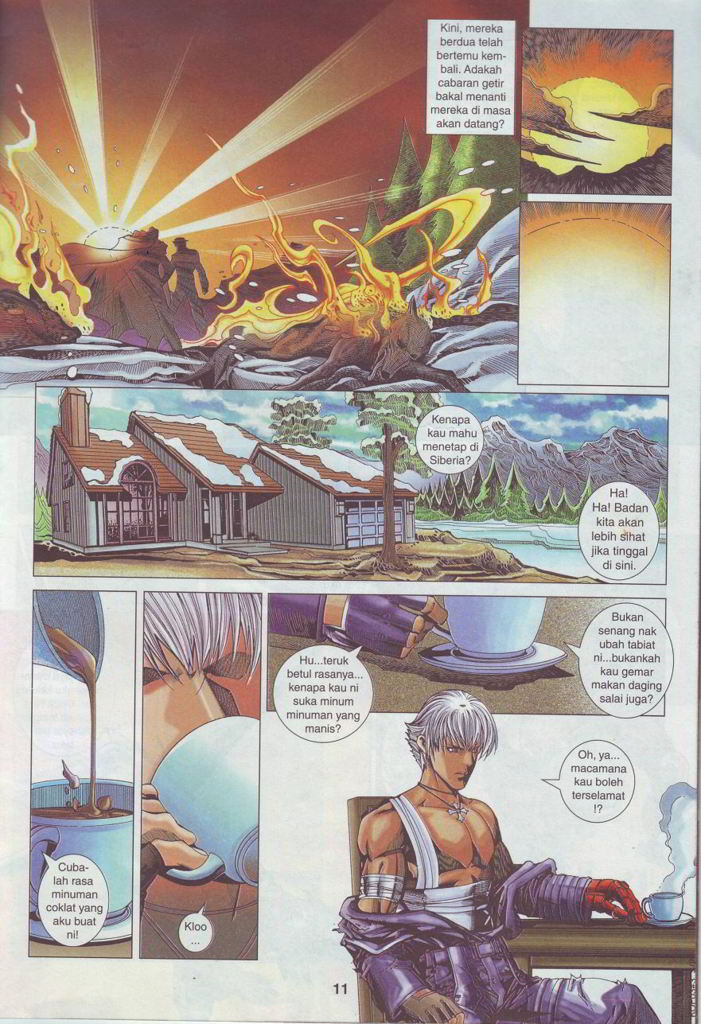 Kini, mereka
berdua telah
bertemu kem-
bali. Adakah
cabaran getir
bakal menanti
mereka di masa
akan datang?
Kenapa
kau mahu
menetap di
Siberia?
Ha!
Ha! Badan
kita akan
lebih sihat
jika tinggal
di sini.
Cuba-
lah rasa
minuman
coklat yang
aku buat
ni!
Kloo
...
Hu...teruk
betul rasanya...
kenapa kau ni
suka minum
minuman yang
manis?
Bukan
senang nak
ubah tabiat
ni...bukankah
kau gemar
makan daging
salai juga?
Oh, ya...
macamana
kau boleh
terselamat
!?
11